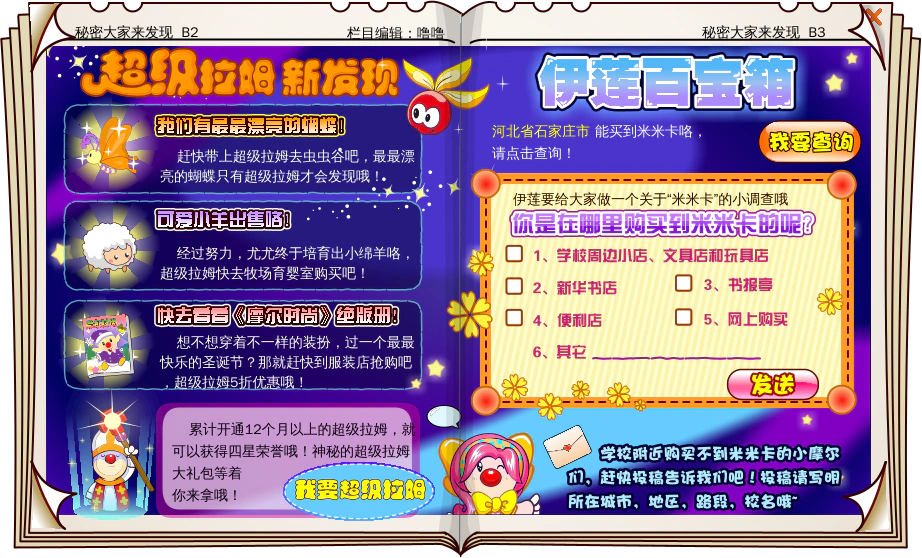 秘密大家来发现 B2
栏目编辑：噜噜
超级拉姆 新发现
我们有最最漂亮的蝴蝶！
赶快带上超级拉姆去虫虫谷吧，最最漂
亮的蝴蝶只有超级拉姆才会发现哦！
可爱小羊出售咯！
经过努力，尤尤终于培育出小绵羊咯，
超级拉姆快去牧场育婴室购买吧！
快去看看《摩尔时尚》绝版册！
想不想穿着不一样的装扮，过一个最最
快乐的圣诞节？那就赶快到服装店抢购吧
，超级拉姆5折优惠哦！
累计开通12个月以上的超级拉姆，就
可以获得四星荣誉哦！神秘的超级拉姆
大礼包等着
你来拿哦！
我要超级拉姆
秘密大家来发现 B3
伊莲百宝箱
河北省石家庄市 能买到米米卡咯，
请点击查询！
我要查询
伊莲要给大家做一个关于“米米卡”的小调查哦
你是在哪里购买到米米卡的呢？
1、学校周边小店、文具店和玩具店
2、新华书店
3、书报亭
4、便利店
5、网上购买
6、其它
发送
学校附近购买不到米米卡的小摩尔
们，赶快投稿告诉我们吧！投稿请写明
所在城市，地区，路段，校名哦~